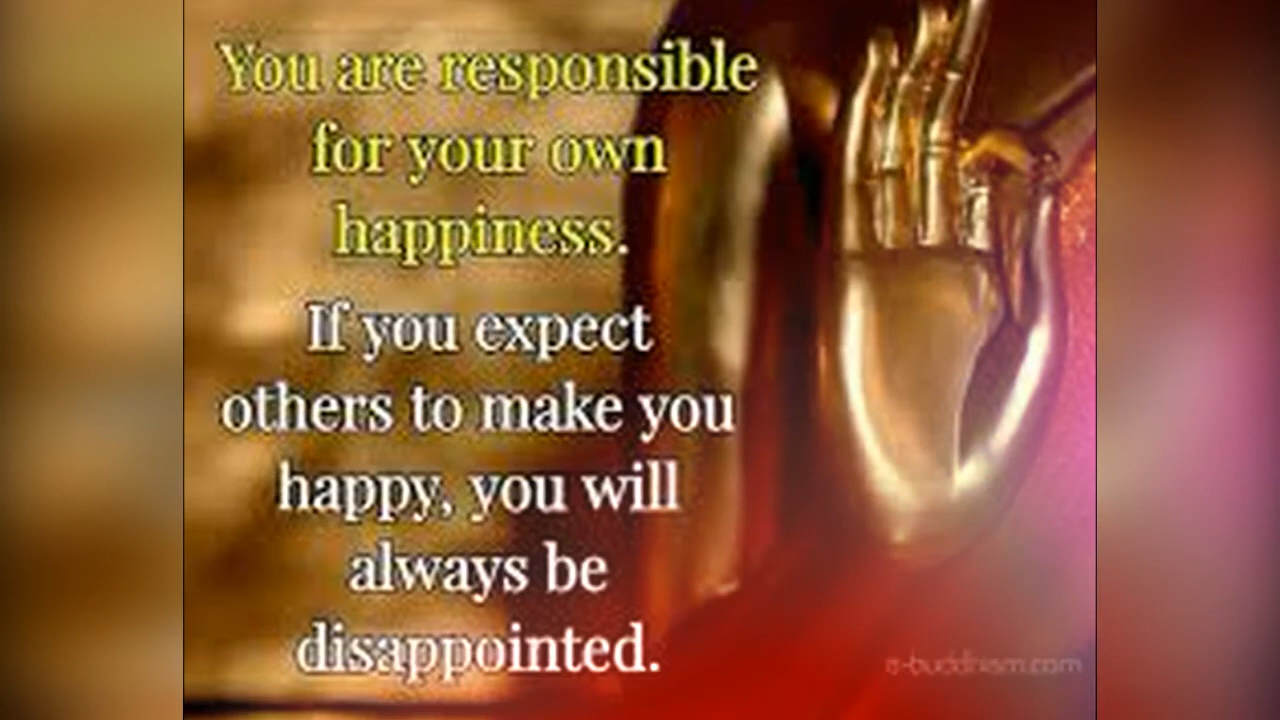 You are responsible
for your own
happiness.
If you expect
others to make you
happy, you will
always be
disappointed.
e-buddhism.com